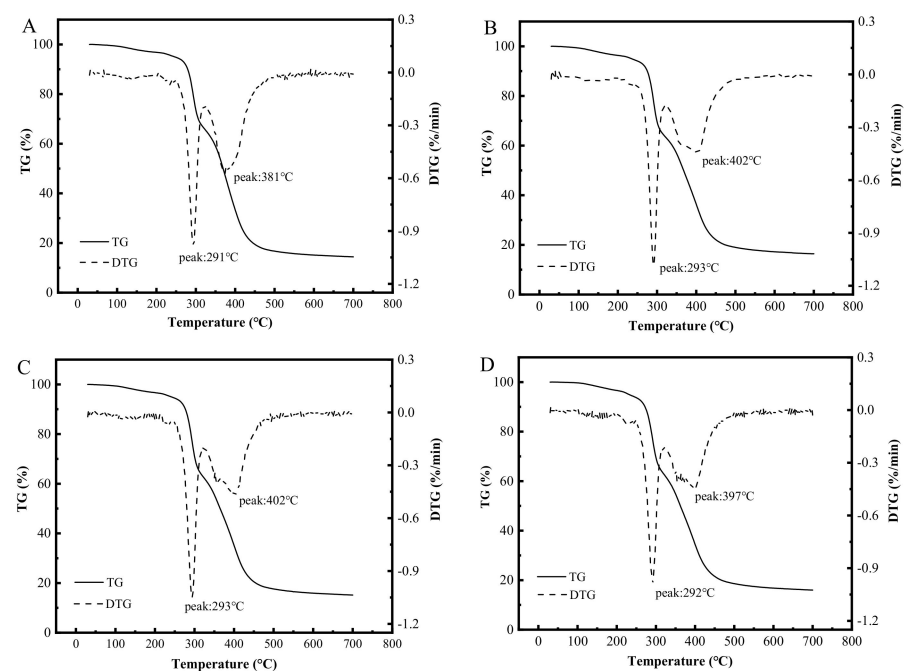 A
100
80
60
40
20
0
TG (%)
0.3
0.0
-0.3
-0.6
-0.9
-1.2
DTG (%/min)
peak:381℃
peak:291℃
TG
DTG
0 100 200 300 400 500 600 700 800
Temperature (℃)
B
100
80
60
40
20
0
TG (%)
0.3
0.0
-0.3
-0.6
-0.9
-1.2
DTG (%/min)
peak:402℃
peak:293℃
TG
DTG
0 100 200 300 400 500 600 700 800
Temperature (℃)
C
100
80
60
40
20
0
TG (%)
0.3
0.0
-0.3
-0.6
-0.9
-1.2
DTG (%/min)
peak:402℃
peak:293℃
TG
DTG
0 100 200 300 400 500 600 700 800
Temperature (℃)
D
100
80
60
40
20
0
TG (%)
0.3
0.0
-0.3
-0.6
-0.9
-1.2
DTG (%/min)
peak:397℃
peak:292℃
TG
DTG
0 100 200 300 400 500 600 700 800
Temperature (℃)